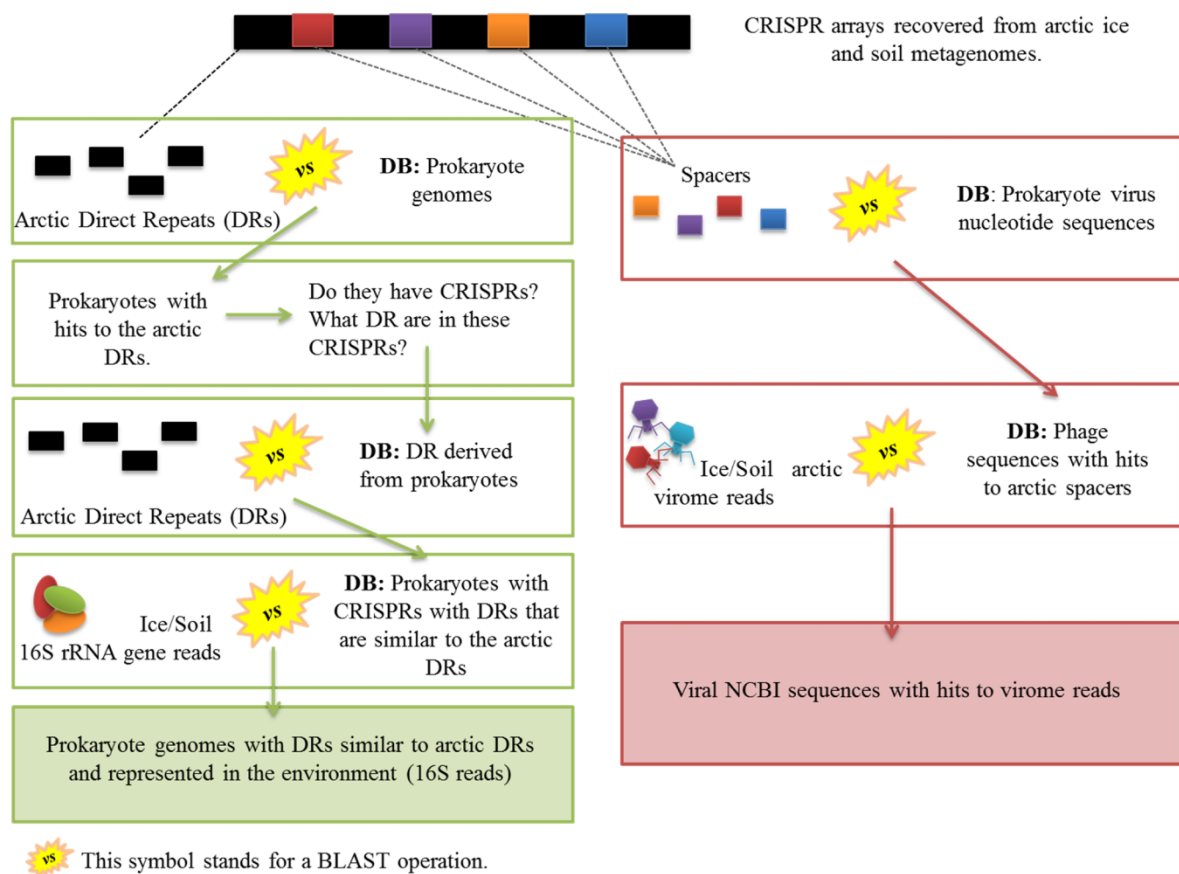 CRISPR arrays recovered from arctic ice
and soil metagenomes.
vs
DB: Prokaryote
genomes
Arctic Direct Repeats (DRs)
Prokaryotes with
hits to the arctic
DRs.
Do they have CRISPRs?
What DR are in these
CRISPRs?
vs
DB: DR derived
from prokaryotes
Arctic Direct Repeats (DRs)
Ice/Soil
16S rRNA gene reads
vs
DB: Prokaryotes with
CRISPRs with DRs that
are similar to the arctic
DRs
Prokaryote genomes with DRs similar to arctic DRs
and represented in the environment (16S reads)
Spacers
vs
DB: Prokaryote virus
nucleotide sequences
Ice/Soil arctic
virome reads
vs
DB: Phage
sequences with hits
to arctic spacers
Viral NCBI sequences with hits to virome reads
vs This symbol stands for a BLAST operation.